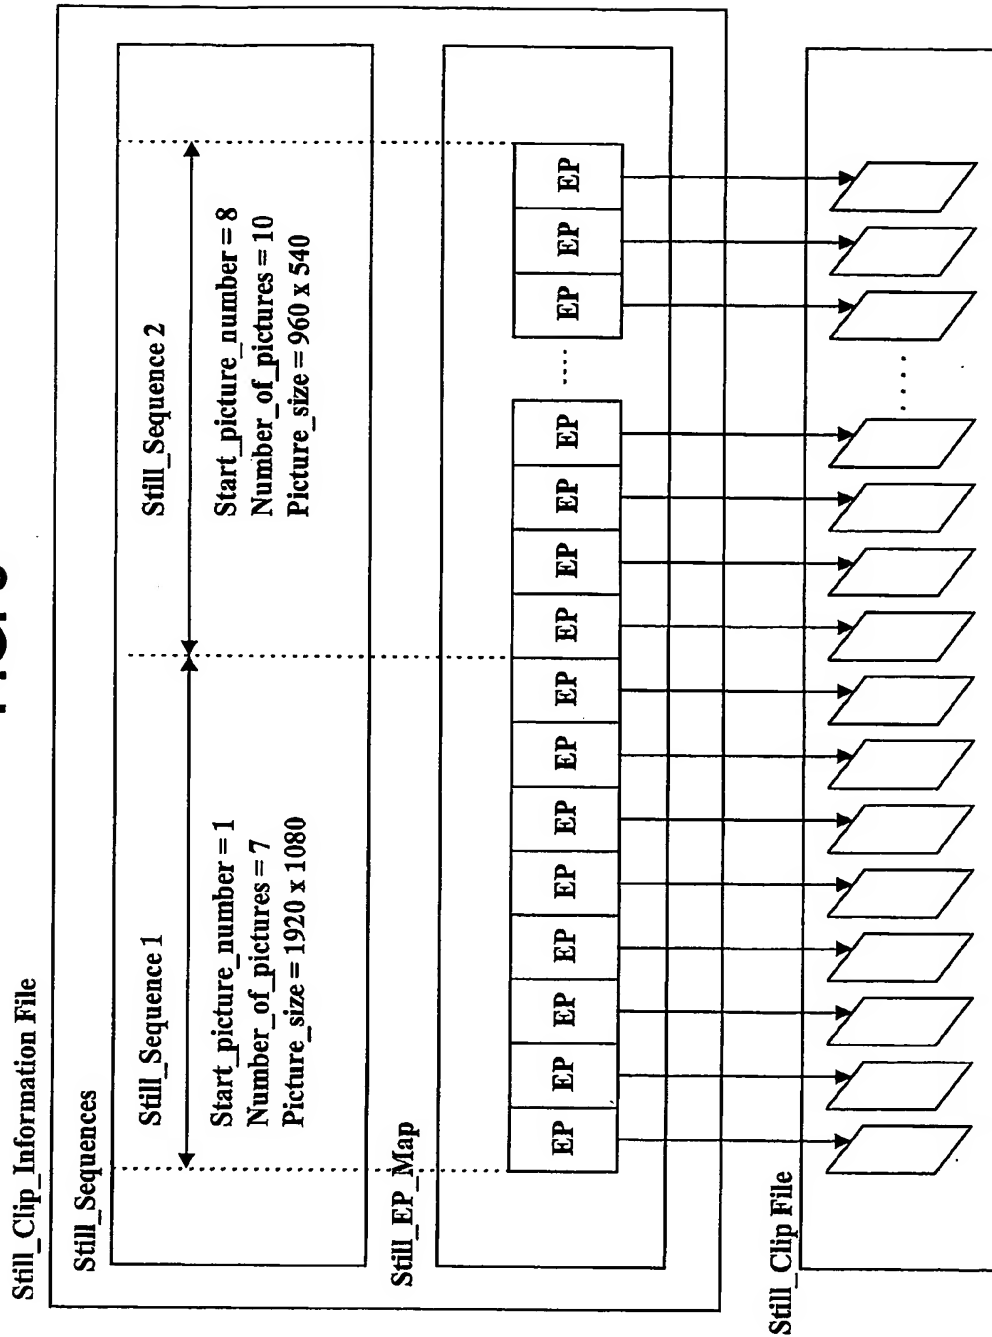 Still_Clip_Information File
Still_Sequences
Still_Sequence 1
Start_picture_number = 1
Number_of_pictures = 7
Picture_size = 1920 x 1080
Still_Sequence 2
Start_picture_number = 8
Number_of_pictures = 10
Picture_size = 960 x 540
Still_EP_Map
EP EP EP EP EP EP EP EP EP EP EP EP ..... EP EP EP
Still_Clip File